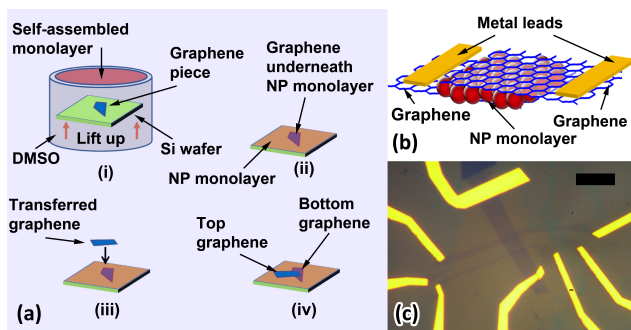 Self-assembled
monolayer
Graphene
piece
Lift up
DMSO
Si wafer
(i)
Graphene
underneath
NP monolayer
NP monolayer
(ii)
Transferred
graphene
(iii)
Top
graphene
Bottom
graphene
(iv)
(a)
Metal leads
Graphene
Graphene
NP monolayer
(b)
(c)